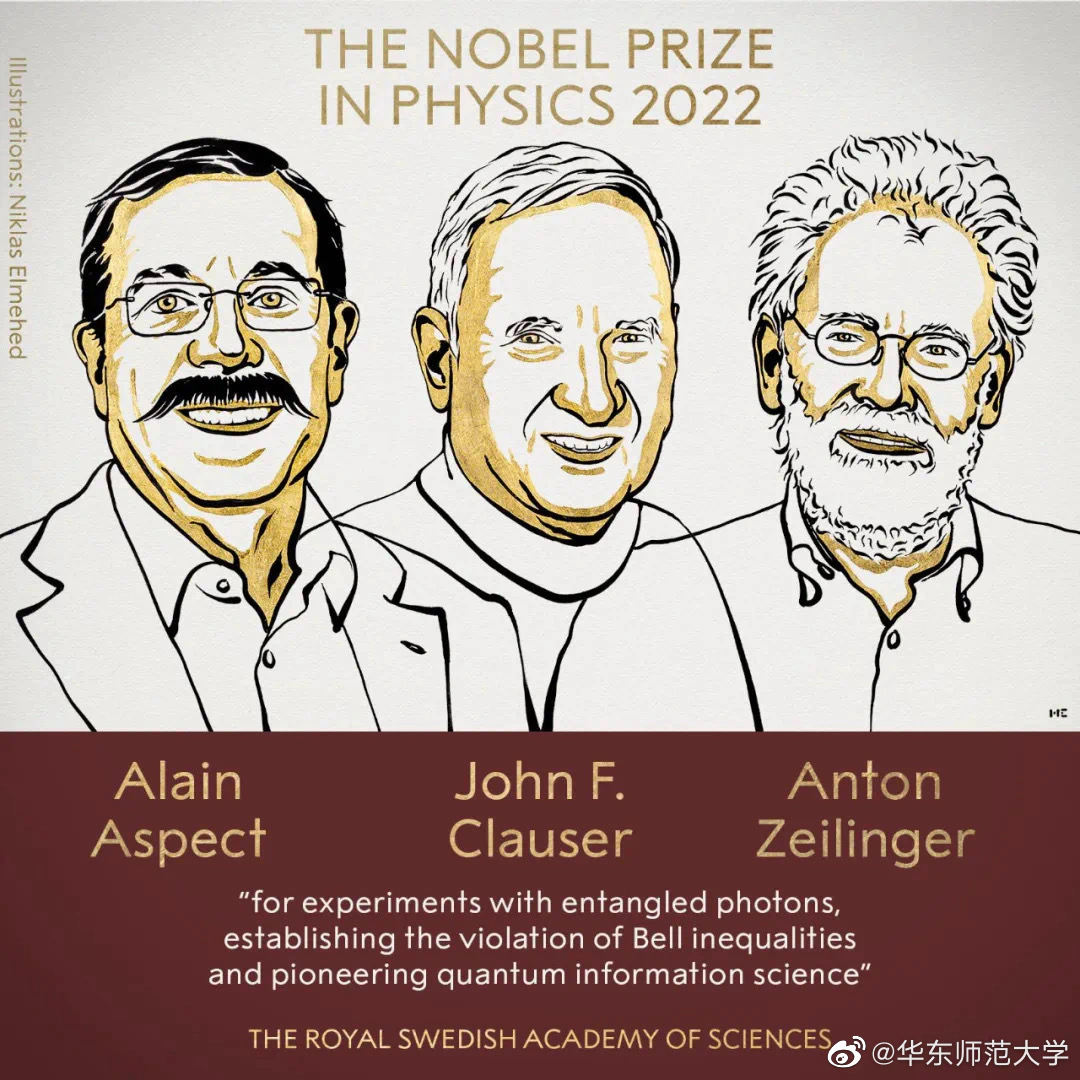 THE NOBEL PRIZE
IN PHYSICS 2022
Illustrations: Niklas Elmehed
Alain
Aspect
John F.
Clauser
Anton
Zeilinger
“for experiments with entangled photons,
establishing the violation of Bell inequalities
and pioneering quantum information science”
THE ROYAL SWEDISH ACADEMY OF SCIENCES
@华东师范大学